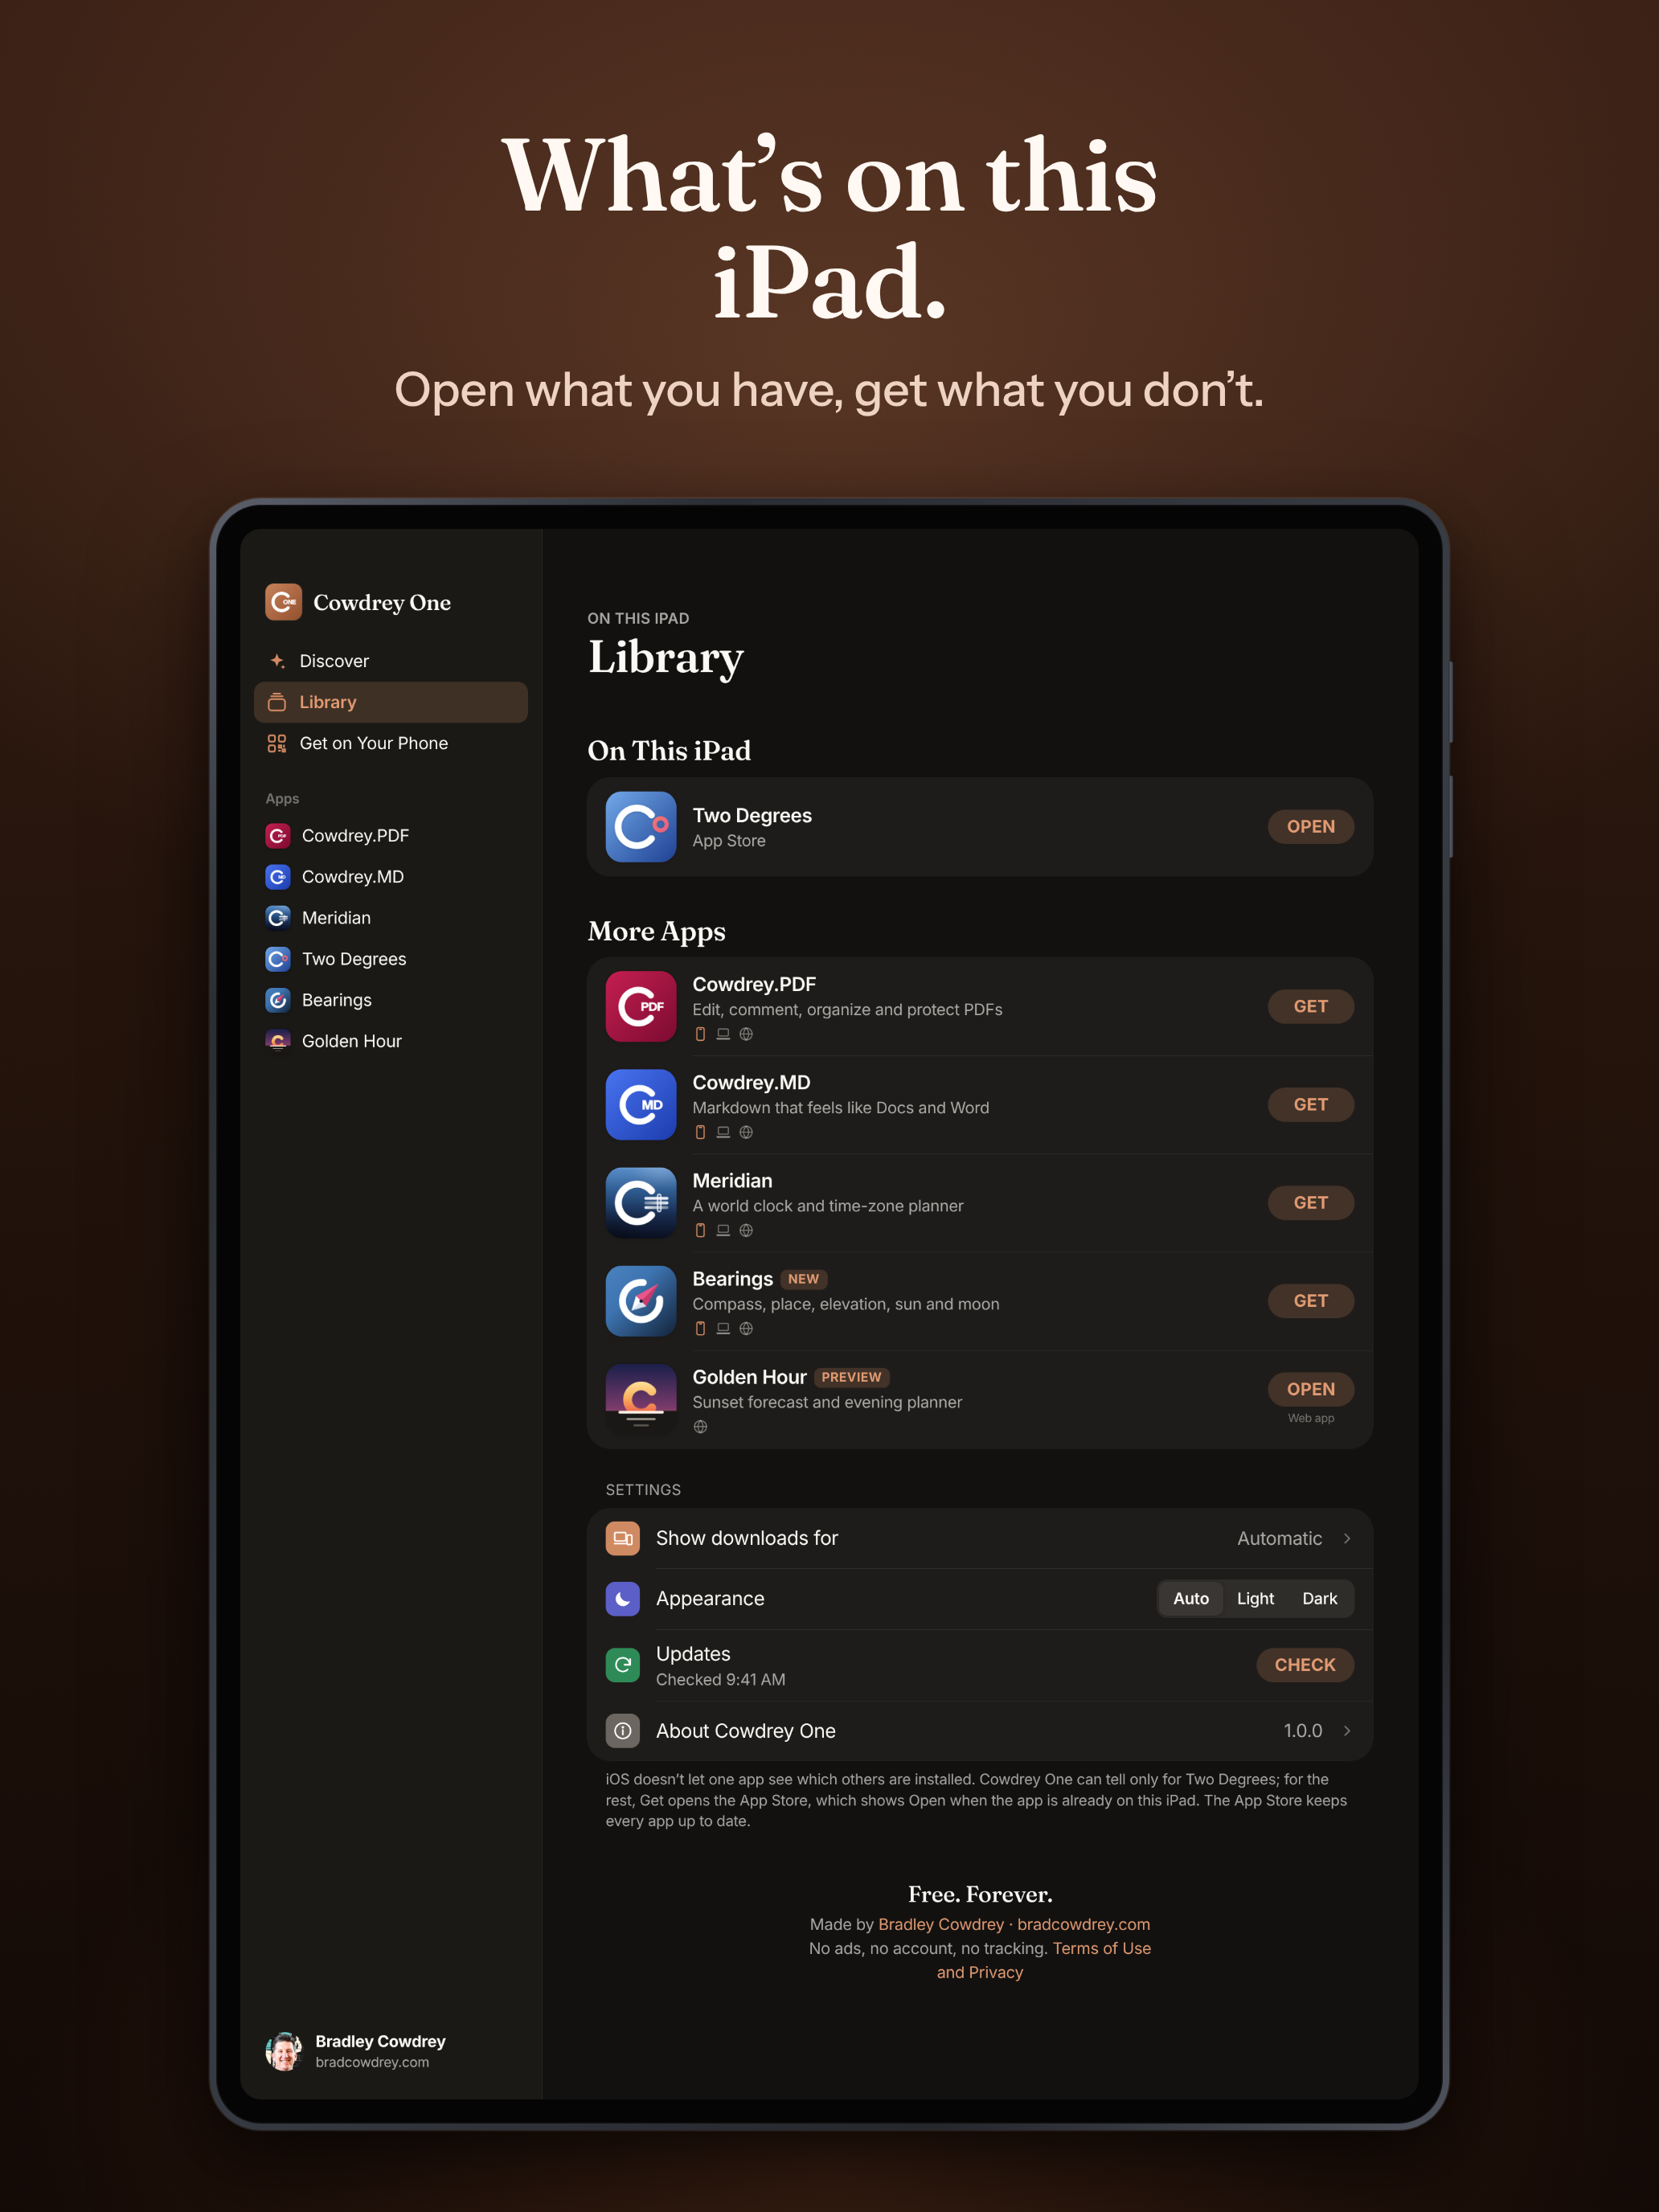 What’s on this
iPad.
Open what you have, get what you don’t.
Cowdrey One
Discover
Library
Get on Your Phone
Apps
Cowdrey.PDF
Cowdrey.MD
Meridian
Two Degrees
Bearings
Golden Hour
Bradley Cowdrey
bradcowdrey.com
ON THIS IPAD
Library
On This iPad
Two Degrees
App Store
OPEN
More Apps
PDF
Cowdrey.PDF
Edit, comment, organize and protect PDFs
GET
MD
Cowdrey.MD
Markdown that feels like Docs and Word
GET
Meridian
A world clock and time-zone planner
GET
Bearings NEW
Compass, place, elevation, sun and moon
GET
Golden Hour PREVIEW
Sunset forecast and evening planner
OPEN
Web app
SETTINGS
Show downloads for Automatic
Appearance Auto Light Dark
Updates
Checked 9:41 AM
CHECK
About Cowdrey One 1.0.0
iOS doesn’t let one app see which others are installed. Cowdrey One can tell only for Two Degrees; for the
rest, Get opens the App Store, which shows Open when the app is already on this iPad. The App Store keeps
every app up to date.
Free. Forever.
Made by Bradley Cowdrey · bradcowdrey.com
No ads, no account, no tracking. Terms of Use
and Privacy